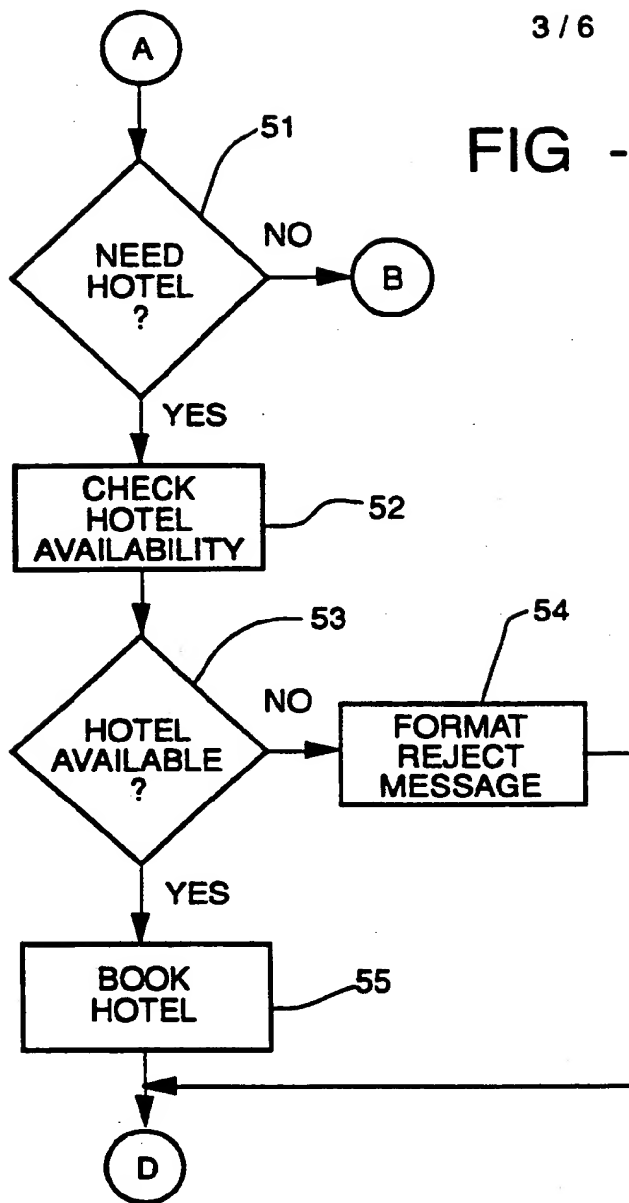 3 / 6
A
FIG -
51
NEED
HOTEL
?
NO
B
YES
CHECK
HOTEL
AVAILABILITY
52
53
HOTEL
AVAILABLE
?
NO
54
FORMAT
REJECT
MESSAGE
YES
BOOK
HOTEL
55
D